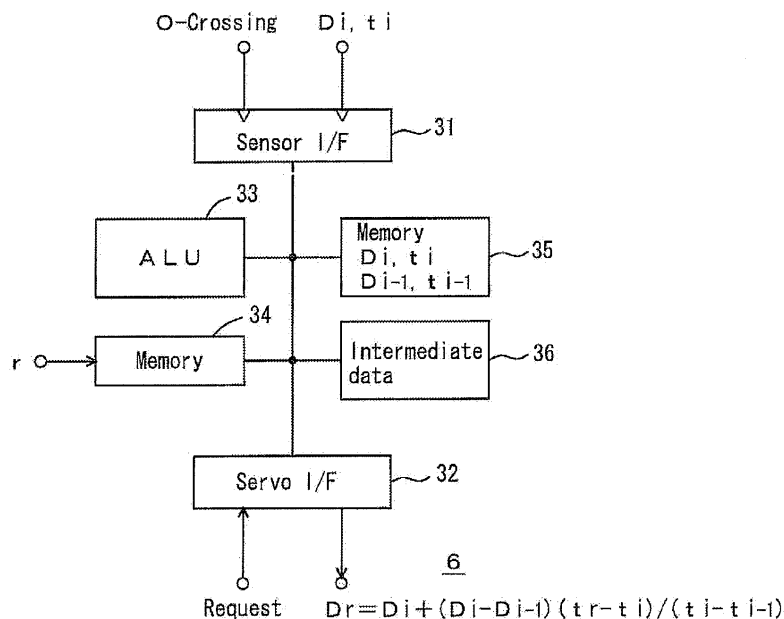 O-Crossing
Di, ti
31
Sensor I/F
33
ALU
Memory
Di, ti
Di-1, ti-1
35
34
r
Memory
Intermediate
data
36
Servo I/F
32
6
Request
Dr=Di+(Di-Di-1)(tr-ti)/(ti-ti-1)